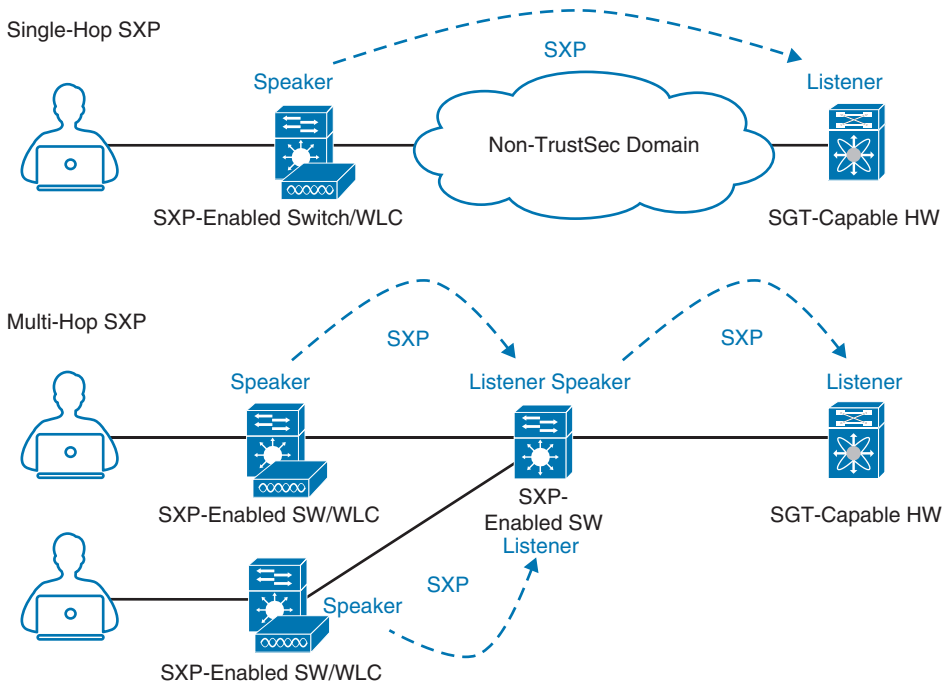 Single-Hop SXP
SXP
Speaker
Listener
Non-TrustSec Domain
SXP-Enabled Switch/WLC
SGT-Capable HW
Multi-Hop SXP
SXP
SXP
Speaker
Listener Speaker
Listener
SXP-Enabled SW/WLC
SXP-
Enabled SW
Listener
SGT-Capable HW
SXP
Speaker
SXP-Enabled SW/WLC